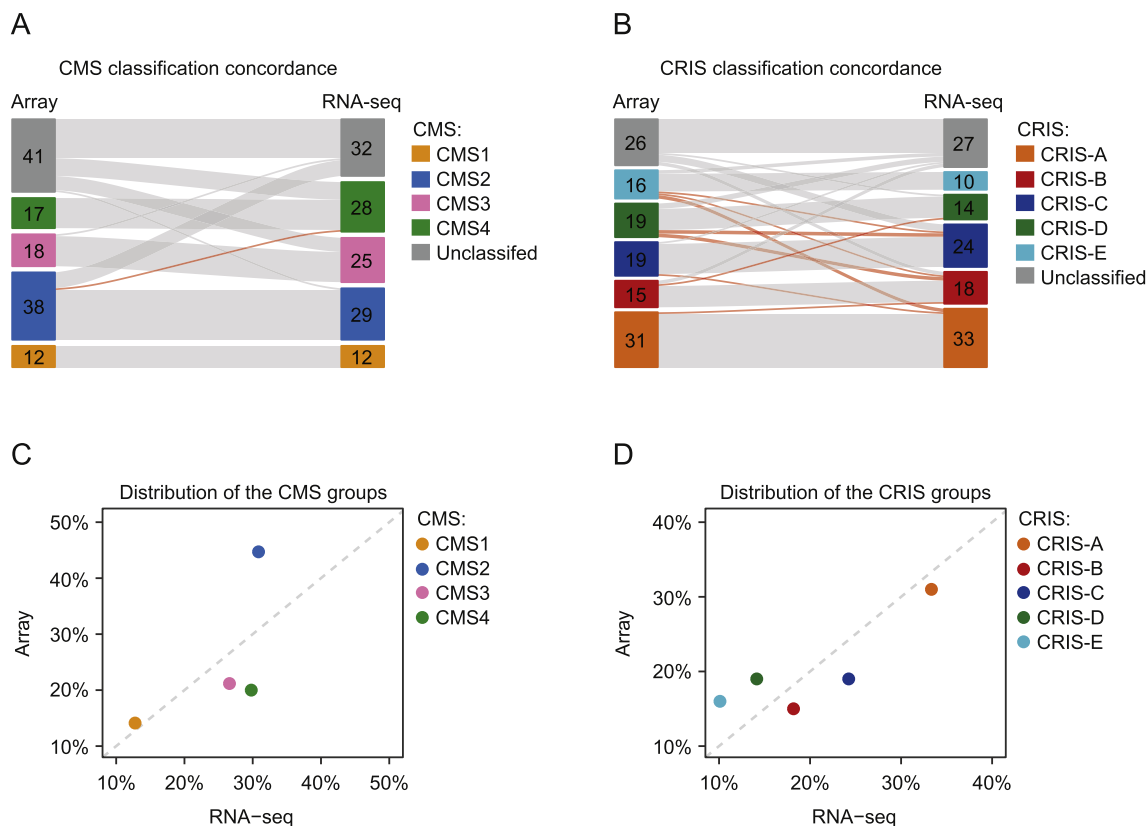 A
CMS classification concordance
Array
RNA-seq
41
17
18
38
12
32
28
25
29
12
CMS:
CMS1
CMS2
CMS3
CMS4
Unclassifed
B
CRIS classification concordance
Array
RNA-seq
26
16
19
19
15
31
27
10
14
24
18
33
CRIS:
CRIS-A
CRIS-B
CRIS-C
CRIS-D
CRIS-E
Unclassified
C
Distribution of the CMS groups
50%
40%
30%
20%
10%
Array
10% 20% 30% 40% 50%
RNA−seq
CMS:
CMS1
CMS2
CMS3
CMS4
D
Distribution of the CRIS groups
40%
30%
20%
10%
Array
10% 20% 30% 40%
RNA−seq
CRIS:
CRIS-A
CRIS-B
CRIS-C
CRIS-D
CRIS-E